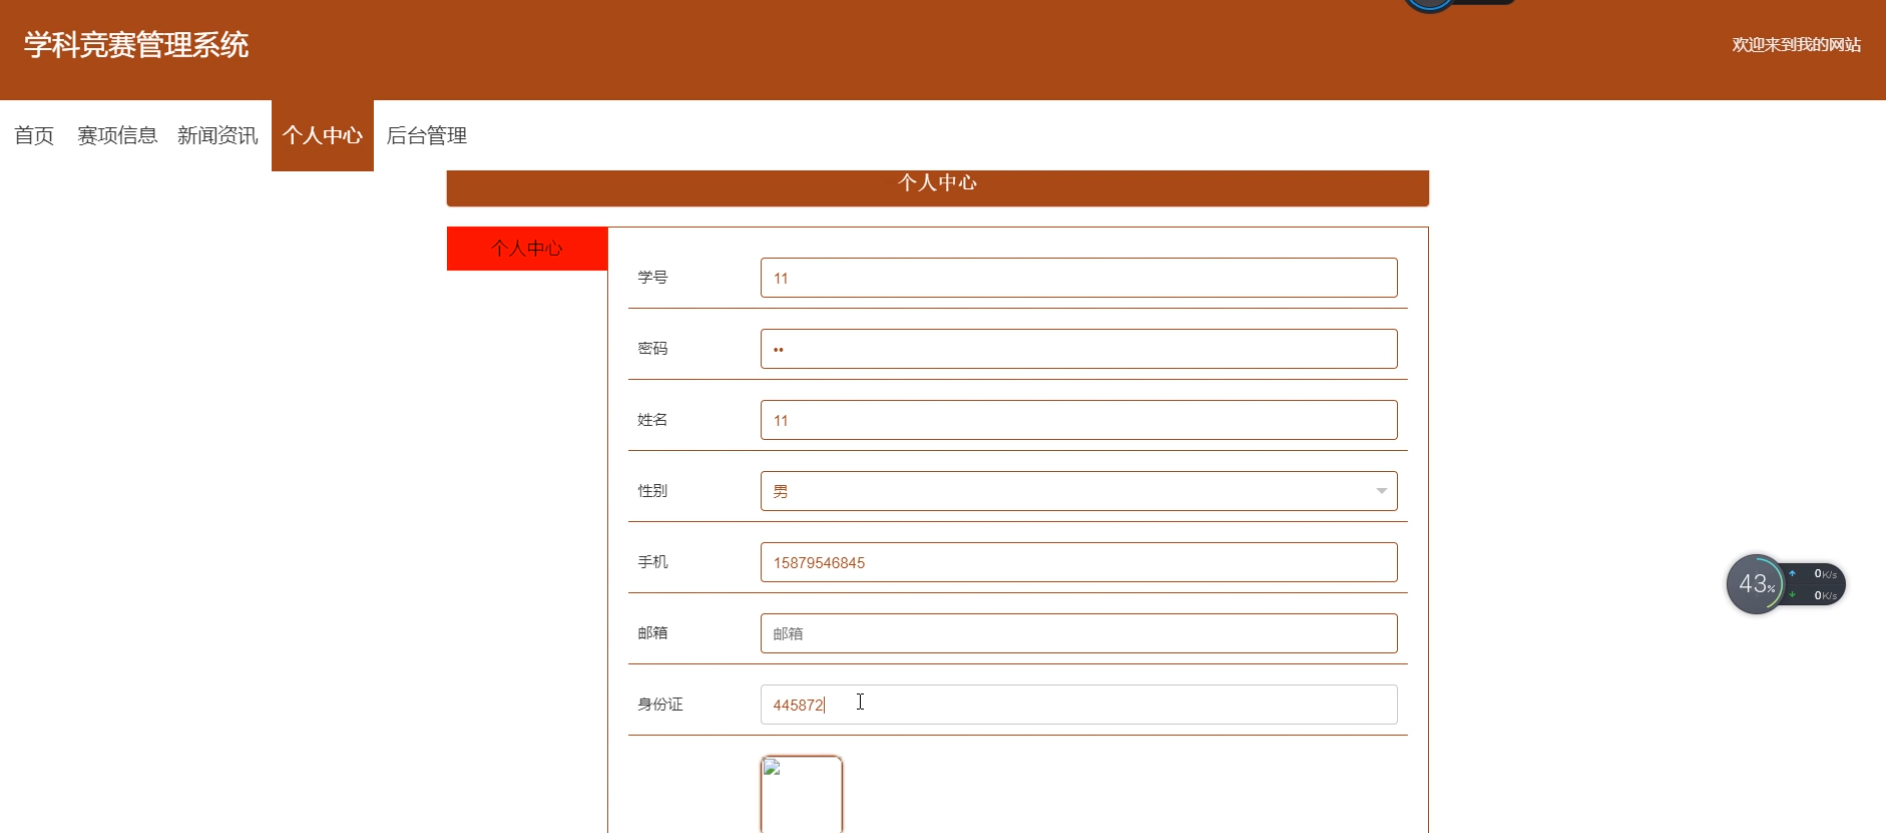 学科竞赛管理系统
欢迎来到我的网站
首页 赛项信息 新闻资讯 个人中心 后台管理
个人中心
个人中心
学号 11
密码 ••
姓名 11
性别 男
手机 15879546845
邮箱 邮箱
身份证 445872
43%
0K/s
0K/s